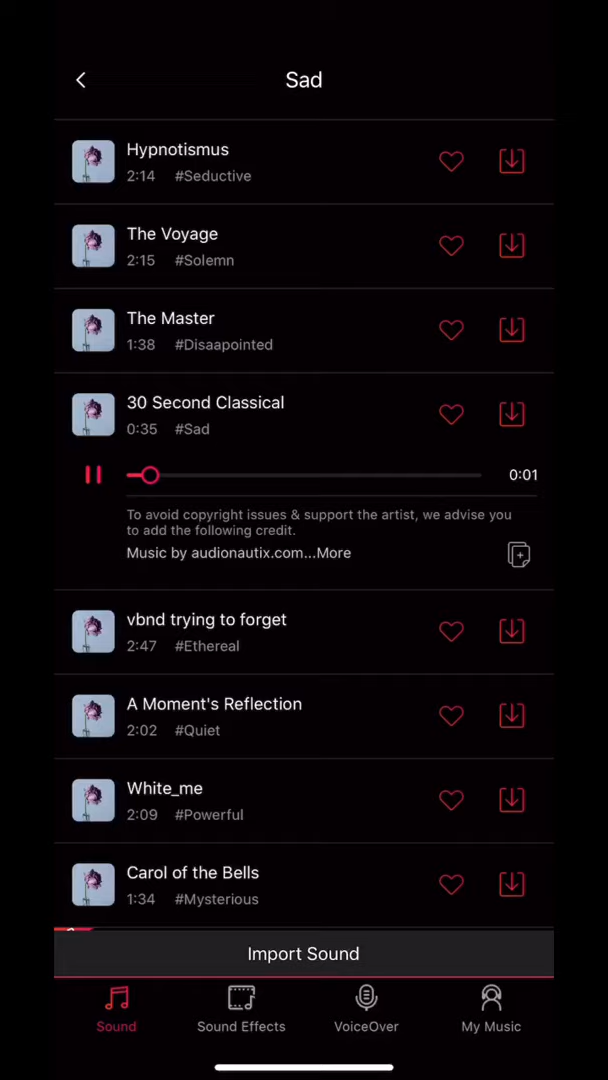 Sad
Hypnotismus
2:14 #Seductive
The Voyage
2:15 #Solemn
The Master
1:38 #Disaapointed
30 Second Classical
0:35 #Sad
0:01
To avoid copyright issues & support the artist, we advise you
to add the following credit.
Music by audionautix.com...More
vbnd trying to forget
2:47 #Ethereal
A Moment's Reflection
2:02 #Quiet
White_me
2:09 #Powerful
Carol of the Bells
1:34 #Mysterious
Import Sound
Sound Sound Effects VoiceOver My Music